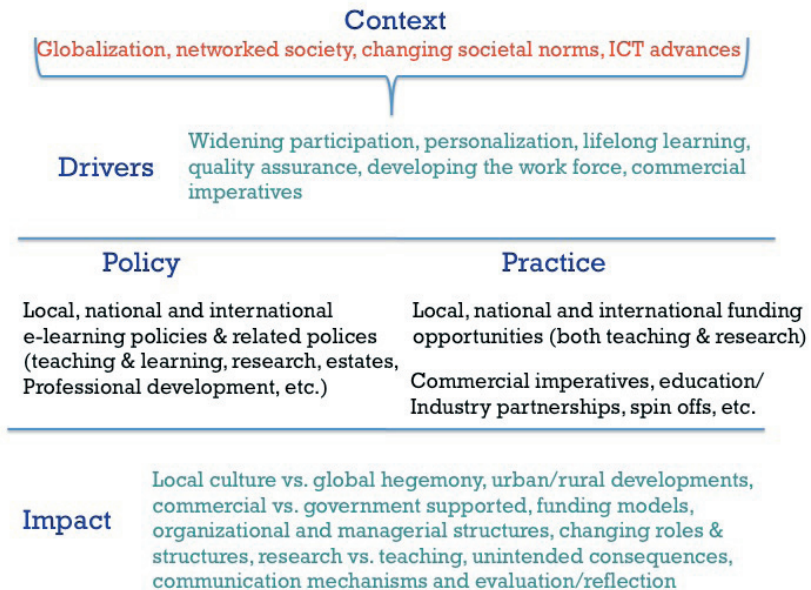 Context
Globalization, networked society, changing societal norms, ICT advances
Drivers
Widening participation, personalization, lifelong learning,
quality assurance, developing the work force, commercial
imperatives
Policy
Local, national and international
e-learning policies & related polices
(teaching & learning, research, estates,
Professional development, etc.)
Practice
Local, national and international funding
opportunities (both teaching & research)
Commercial imperatives, education/
Industry partnerships, spin offs, etc.
Impact
Local culture vs. global hegemony, urban/rural developments,
commercial vs. government supported, funding models,
organizational and managerial structures, changing roles &
structures, research vs. teaching, unintended consequences,
communication mechanisms and evaluation/reflection